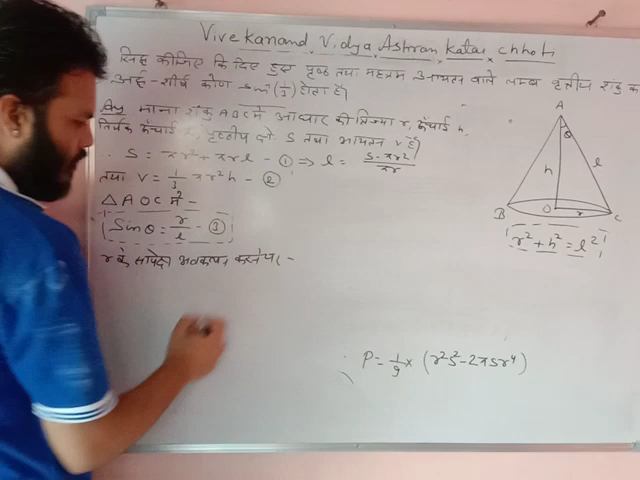 Vivekanand Vidya Ashram Katai chhoti
सिद्ध कीजिए कि दिए हुए पृष्ठ तथा महत्तम आयतन वाले लम्ब वृत्तीय शंकु का
अर्ध-शीर्ष कोण sin⁻¹(1/3) होता है।
माना शंकु ABC में आधार की त्रिज्या r, ऊँचाई h,
तिर्यक ऊँचाई पृष्ठीय क्षे. S तथा आयतन V है।
S = πr² + πrl - ① ⇒ l = (S - πr²)/πr
तथा V = 1/3 πr²h - ②
△AOC में -
Sinθ = r/l - ③
r के सापेक्ष अवकलन करने पर -
A
θ
l
h
B
O
r
C
r² + h² = l²
P = 1/9 × (r²S² - 2πSr⁴)